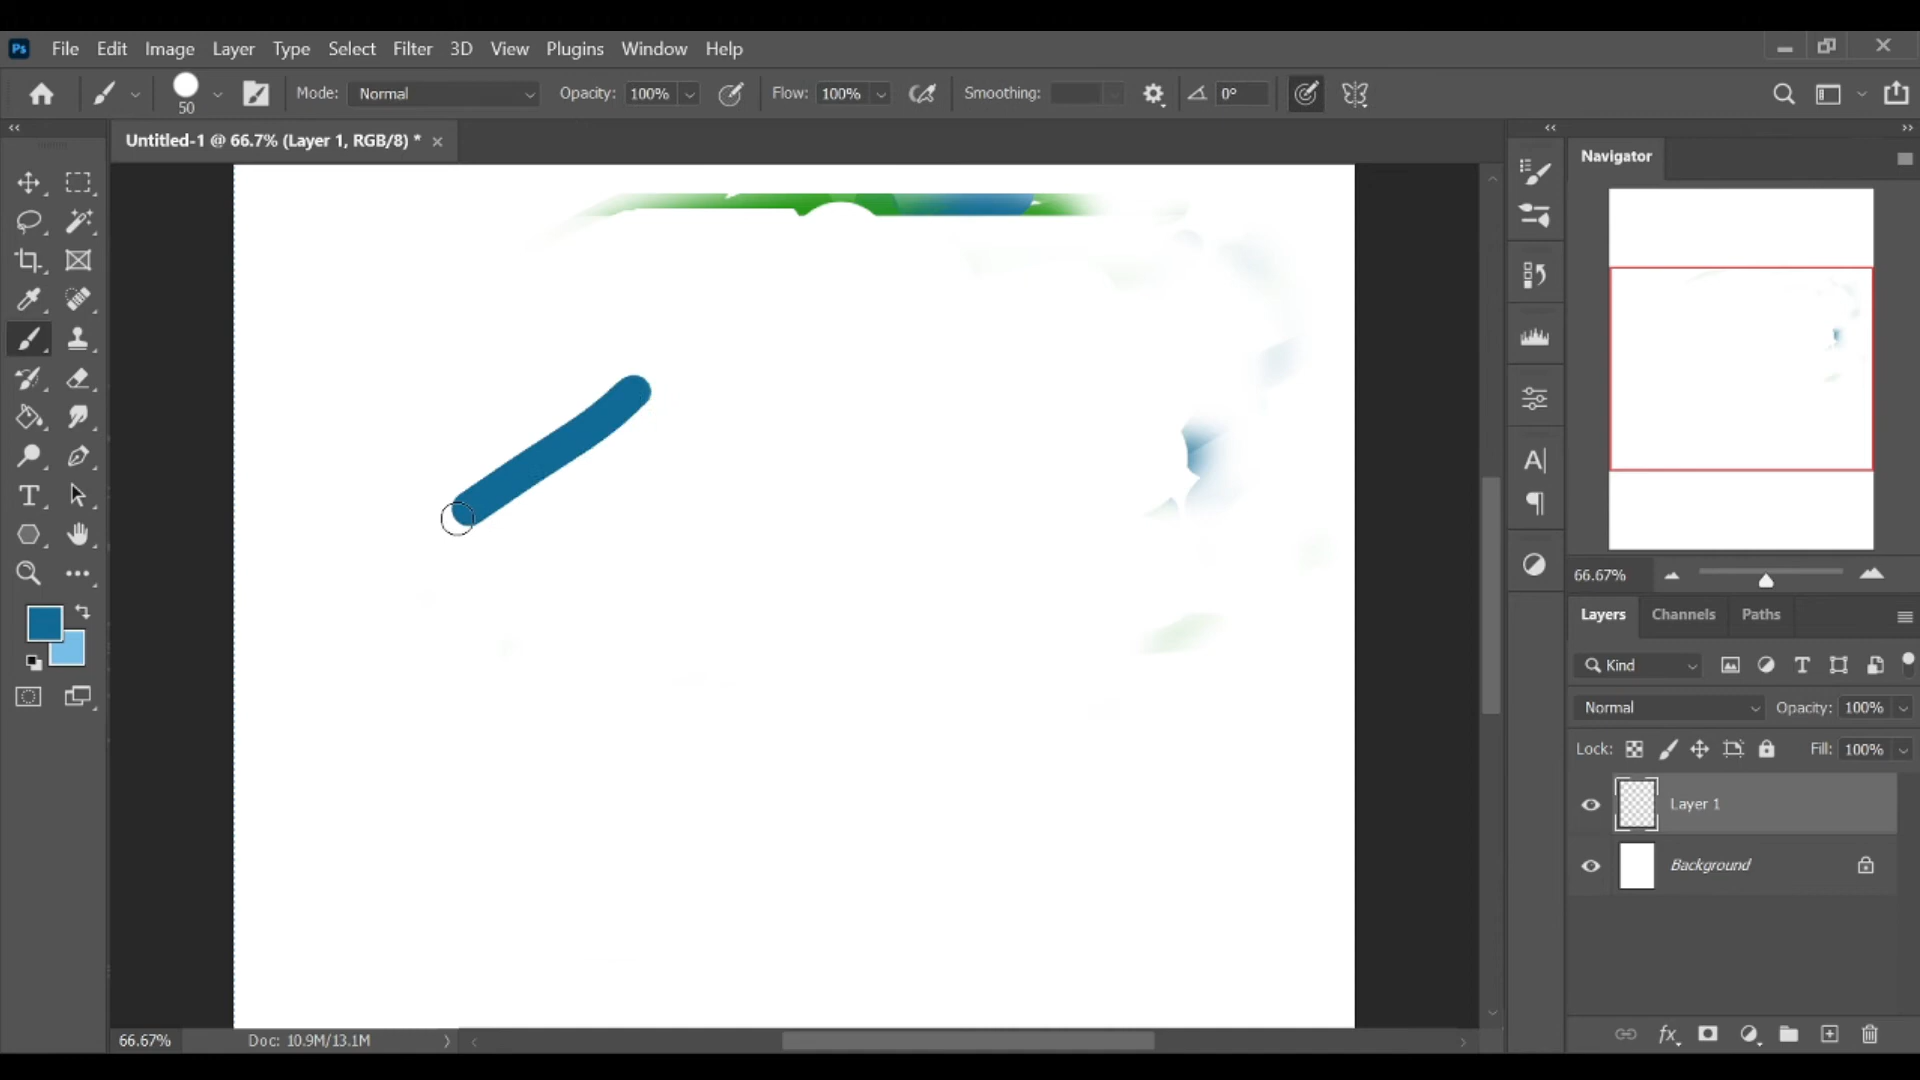 Ps File Edit Image Layer Type Select Filter 3D View Plugins Window Help
50 Mode: Normal Opacity: 100% Flow: 100% Smoothing: 0°
Untitled-1 @ 66.7% (Layer 1, RGB/8) *
Navigator
66.67%
Layers Channels Paths
Kind
Normal Opacity: 100%
Lock: Fill: 100%
Layer 1
Background
66.67% Doc: 10.9M/13.1M